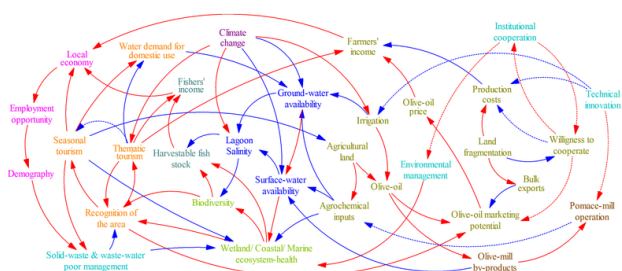 Climate
change
Institutional
cooperation
Local
economy
Water demand for
domestic use
Farmers'
income
Fishers'
income
Ground-water
availability
Production
costs
Technical
innovation
Employment
opportunity
Olive-oil
price
Irrigation
Seasonal
tourism
Thematic
tourism
Harvestable fish
stock
Lagoon
Salinity
Agricultural
land
Land
fragmentation
Willigness to
cooperate
Environmental
management
Demography
Surface-water
availability
Olive-oil
Bulk
exports
Biodiversity
Agrochemical
inputs
Recognition of
the area
Olive-oil marketing
potential
Pomace-mill
operation
Solid-waste & waste-water
poor management
Wetland/ Coastal/ Marine
ecosystem-health
Olive-mill
by-products